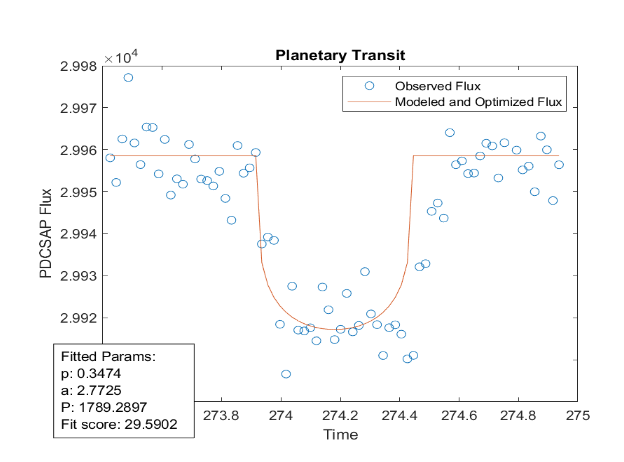 Planetary Transit
×10⁴
2.998
2.997
2.996
2.995
2.994
2.993
2.992
PDCSAP Flux
Observed Flux
Modeled and Optimized Flux
273.8 274 274.2 274.4 274.6 274.8 275
Time
Fitted Params:
p: 0.3474
a: 2.7725
P: 1789.2897
Fit score: 29.5902